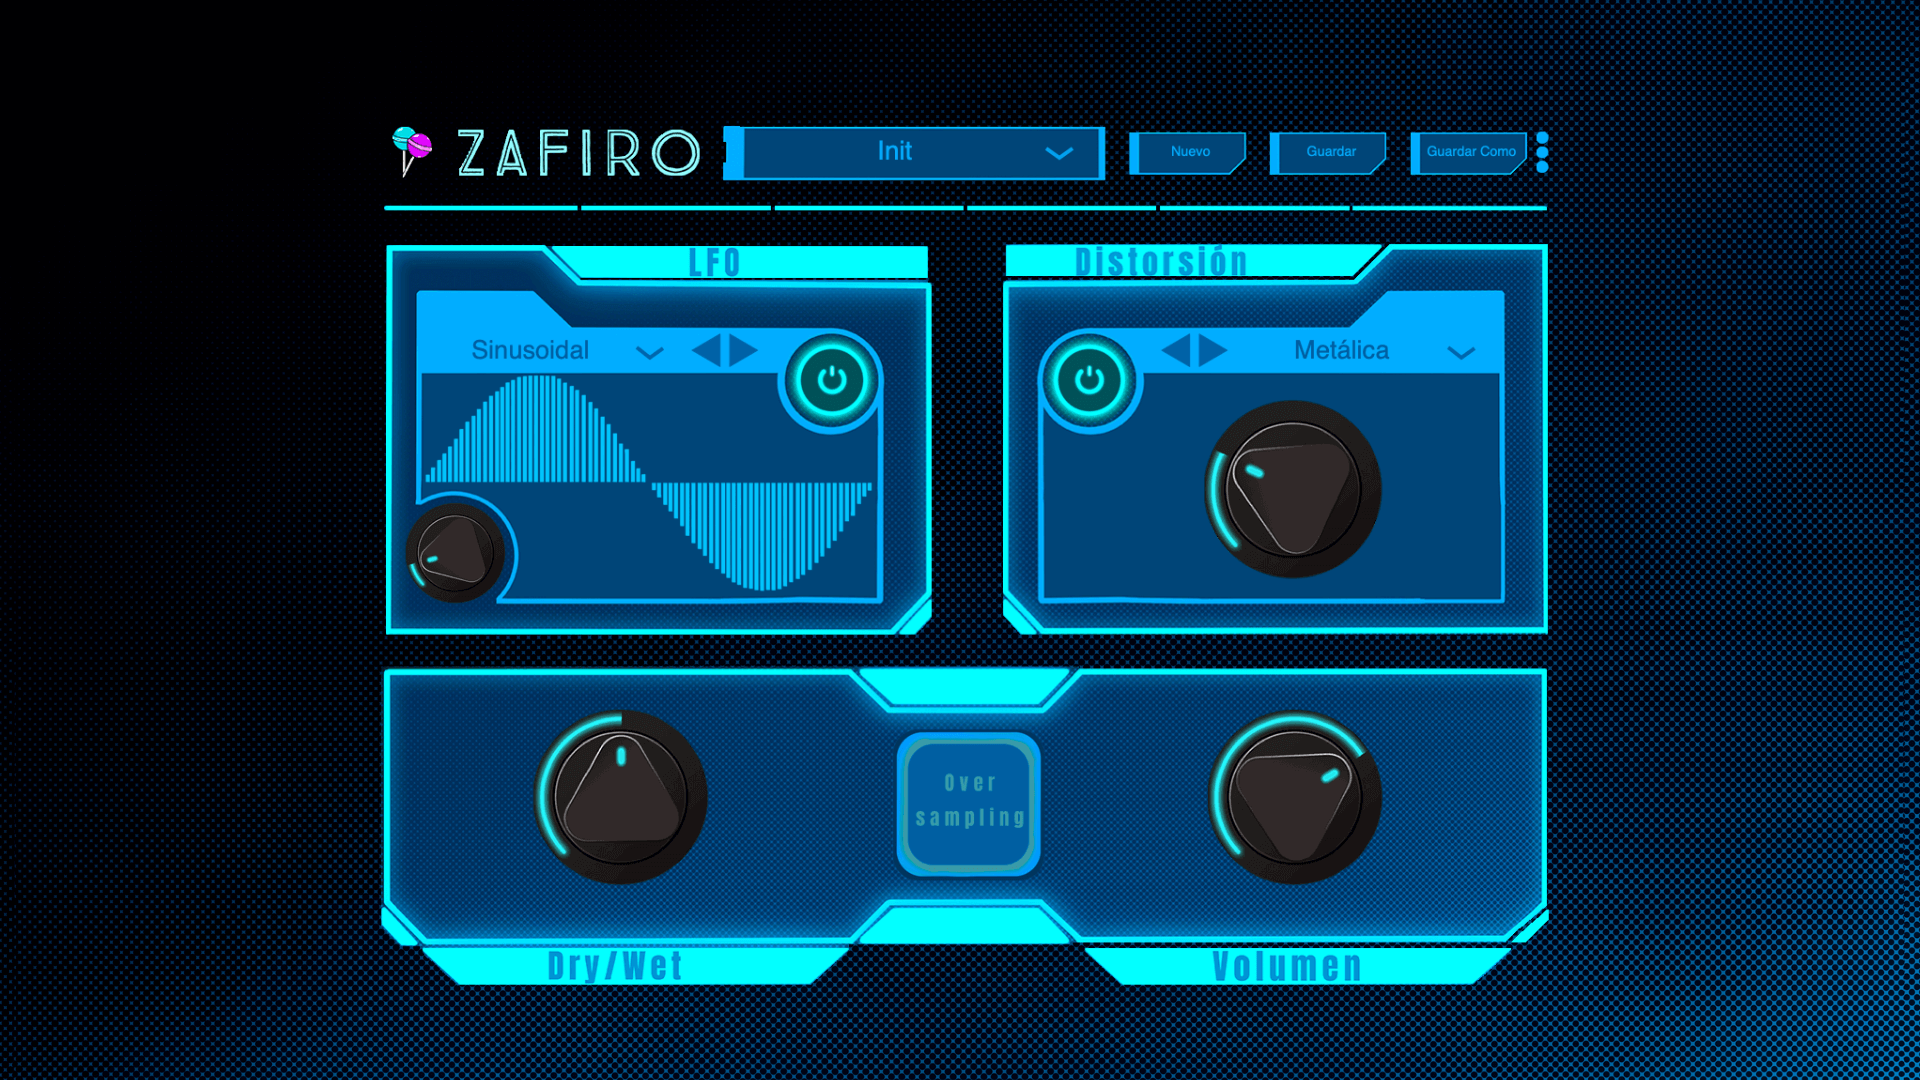 ZAFIRO
Init
Nuevo
Guardar
Guardar Como
LFO
Distorsión
Sinusoidal
Metálica
Over
sampling
Dry/Wet
Volumen